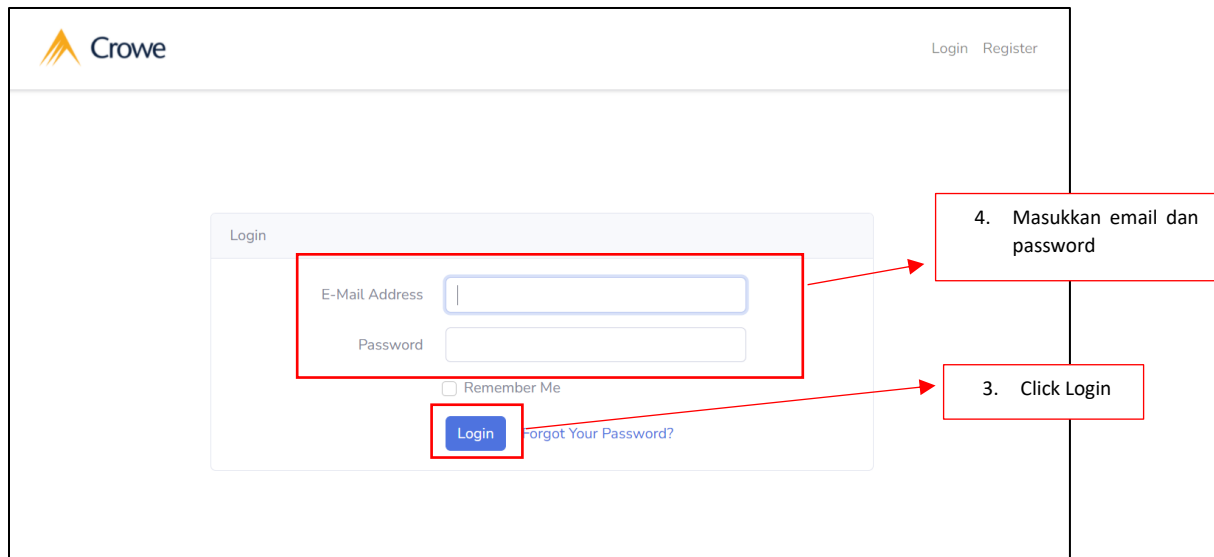 Crowe
Login Register
4. Masukkan email dan
password
Login
E-Mail Address
Password
Remember Me
3. Click Login
Login Forgot Your Password?